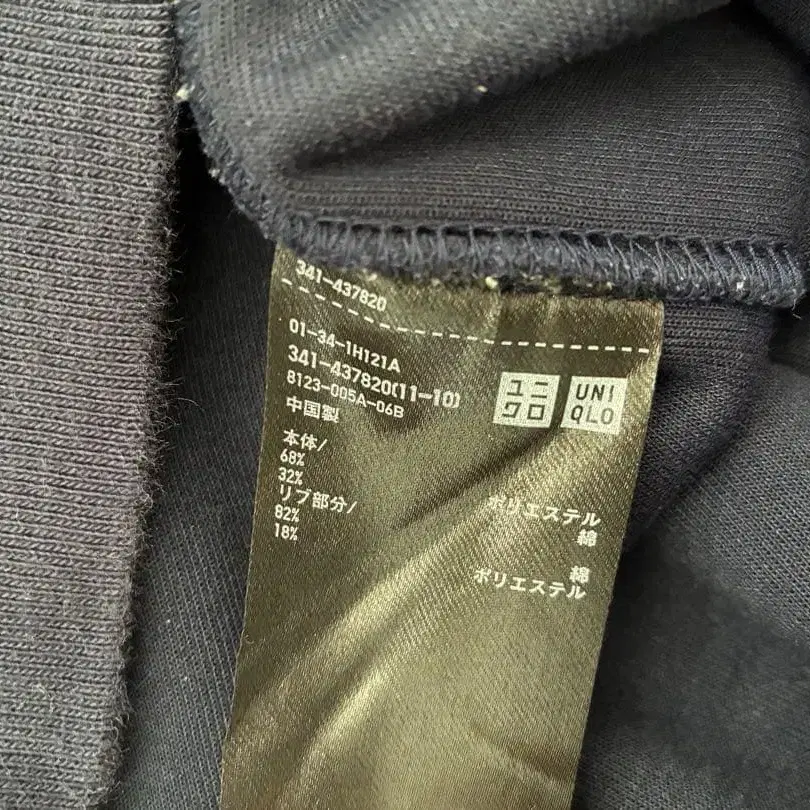 341-437820
01-34-1H121A
341-437820(11-10)
8123-005A-06B
中国製
ユニ
クロ
UNI
QLO
本体/
68% ポリエステル
32% 綿
リブ部分/
82% 綿
18% ポリエステル